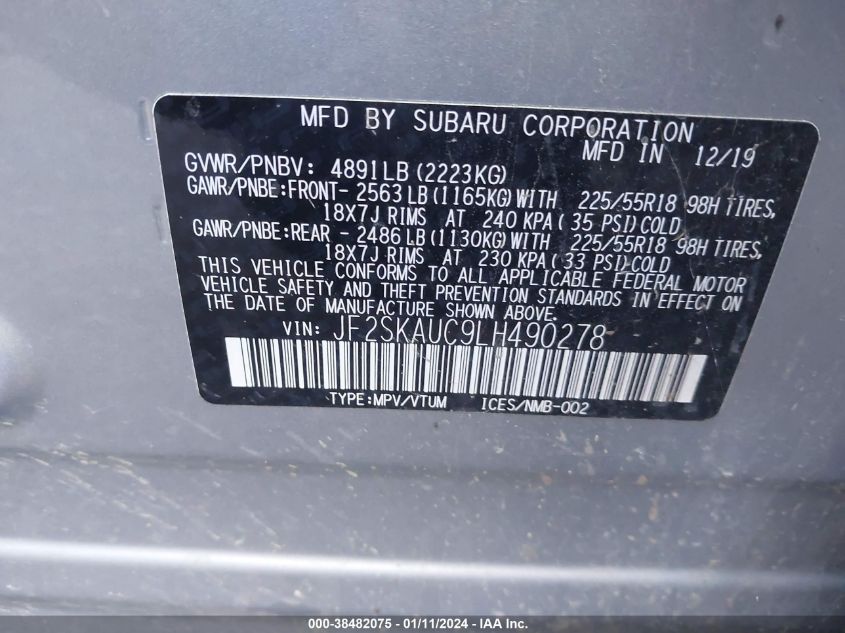 MFD BY SUBARU CORPORATION
MFD IN 12/19
GVWR/PNBV: 4891LB (2223KG)
GAWR/PNBE:FRONT- 2563LB (1165KG) WITH 225/55R18 98H TIRES,
18X7J RIMS AT 240 KPA ( 35 PSI) COLD
GAWR/PNBE:REAR - 2486LB (1130KG) WITH 225/55R18 98H TIRES,
18X7J RIMS AT 230 KPA ( 33 PSI) COLD
THIS VEHICLE CONFORMS TO ALL APPLICABLE FEDERAL MOTOR
VEHICLE SAFETY AND THEFT PREVENTION STANDARDS IN EFFECT ON
THE DATE OF MANUFACTURE SHOWN ABOVE.
VIN: JF2SKAUC9LH490278
TYPE:MPV/VTUM ICES/NMB-002
000-38482075 - 01/11/2024 - IAA Inc.